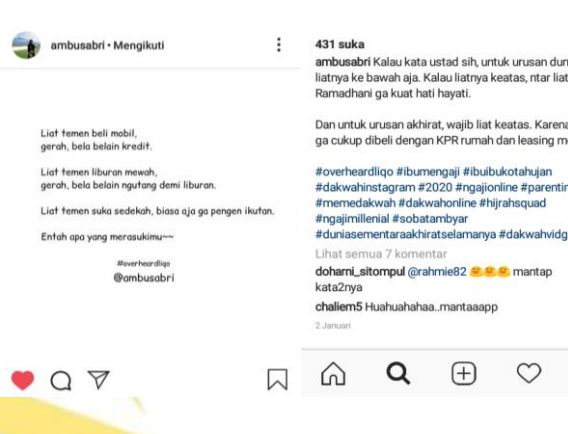 ambusabri • Mengikuti
Liat temen beli mobil,
gerah, bela belain kredit.
Liat temen liburan mewah,
gerah, bela belain ngutang demi liburan.
Liat temen suka sedekah, biasa aja ga pengen ikutan.
Entah apa yang merasukimu~~
#overheardliqo
@ambusabri
431 suka
ambusabri Kalau kata ustad sih, untuk urusan dun
liatnya ke bawah aja. Kalau liatnya keatas, ntar liat
Ramadhani ga kuat hati hayati.
Dan untuk urusan akhirat, wajib liat keatas. Karena
ga cukup dibeli dengan KPR rumah dan leasing m
#overheardliqo #ibumengaji #ibuibukotahujan
#dakwahinstagram #2020 #ngajionline #parentin
#memedakwah #dakwahonline #hijrahsquad
#ngajimillenial #sobatambyar
#duniasementaraakhiratselamanya #dakwahvidg
Lihat semua 7 komentar
doharni_sitompul @rahmie82 🤗🤗🤗 mantap
kata2nya
chaliem5 Huahuahahaa..mantaaapp
2 Januari